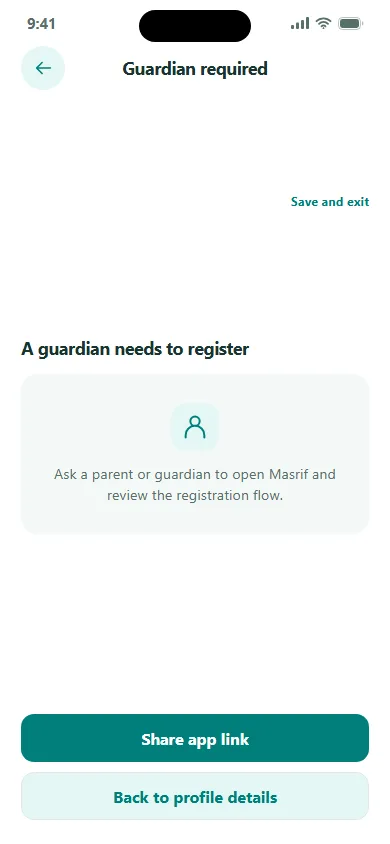 9:41
Guardian required
Save and exit
A guardian needs to register
Ask a parent or guardian to open Masrif and
review the registration flow.
Share app link
Back to profile details